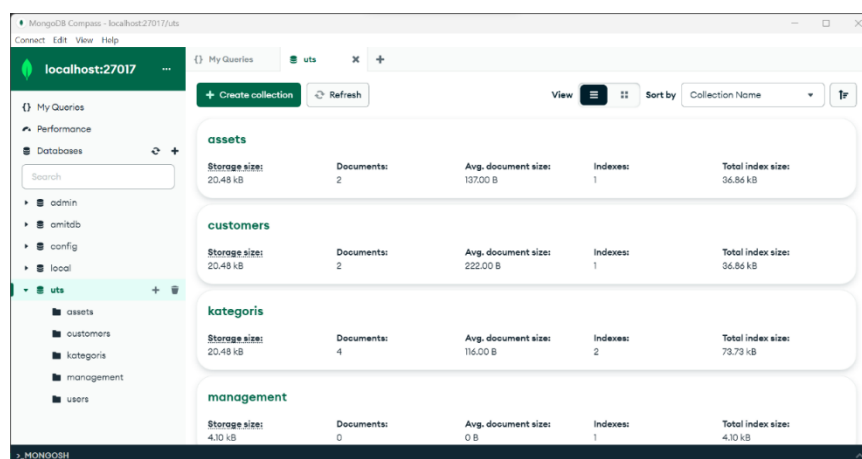 MongoDB Compass - localhost:27017/uts
Connect Edit View Help
localhost:27017 ...
{} My Queries
uts
My Queries
Performance
Databases
Search
admin
amitdb
config
local
uts
assets
customers
kategoris
management
users
+ Create collection
Refresh
View
Sort by
Collection Name
assets
Storage size: Documents: Avg. document size: Indexes: Total index size:
20.48 kB 2 137.00 B 1 36.86 kB
customers
Storage size: Documents: Avg. document size: Indexes: Total index size:
20.48 kB 2 222.00 B 1 36.86 kB
kategoris
Storage size: Documents: Avg. document size: Indexes: Total index size:
20.48 kB 4 116.00 B 2 73.73 kB
management
Storage size: Documents: Avg. document size: Indexes: Total index size:
4.10 kB 0 0 B 1 4.10 kB
>_MONGOSH